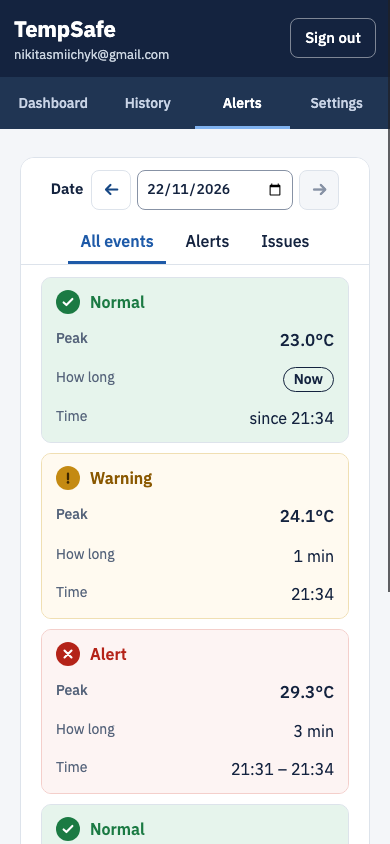 TempSafe
nikitasmiichyk@gmail.com
Sign out
Dashboard History Alerts Settings
Date 22/11/2026
All events Alerts Issues
Normal
Peak 23.0°C
How long Now
Time since 21:34
Warning
Peak 24.1°C
How long 1 min
Time 21:34
Alert
Peak 29.3°C
How long 3 min
Time 21:31 – 21:34
Normal